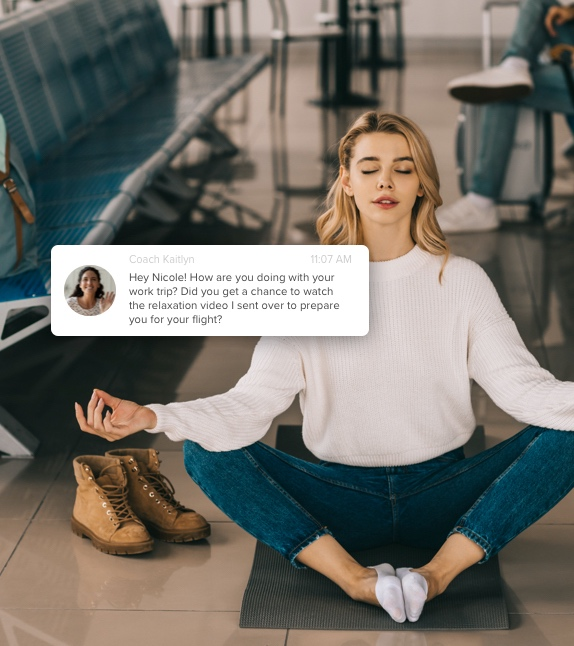 Coach Kaitlyn 11:07 AM
Hey Nicole! How are you doing with your
work trip? Did you get a chance to watch
the relaxation video I sent over to prepare
you for your flight?